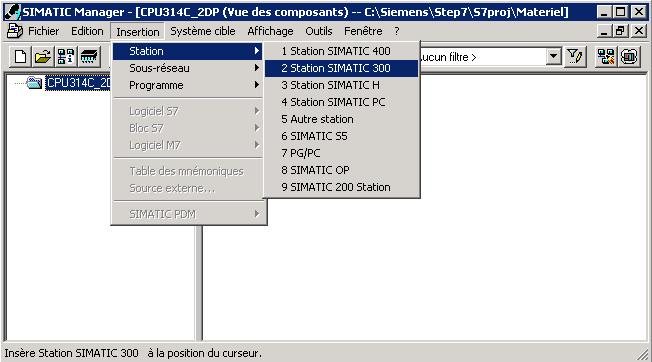 SIMATIC Manager - [CPU314C_2DP (Vue des composants) -- C:\Siemens\Step7\S7proj\Materiel]
Fichier Edition Insertion Système cible Affichage Outils Fenêtre ?
CPU314C_2D
Station
Sous-réseau
Programme
Logiciel S7
Bloc S7
Logiciel M7
Table des mnémoniques
Source externe...
SIMATIC PDM
1 Station SIMATIC 400
2 Station SIMATIC 300
3 Station SIMATIC H
4 Station SIMATIC PC
5 Autre station
6 SIMATIC S5
7 PG/PC
8 SIMATIC OP
9 SIMATIC 200 Station
ucun filtre >
Insère Station SIMATIC 300 à la position du curseur.